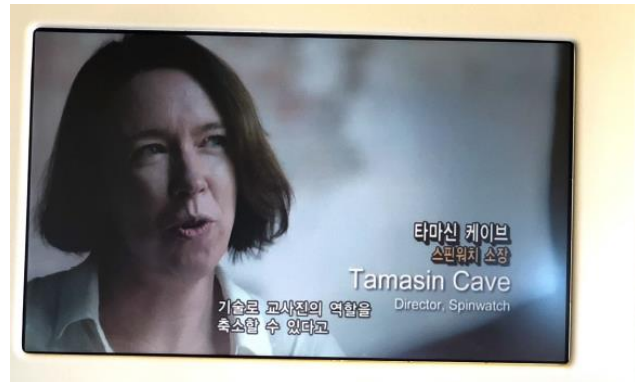 타마신 케이브
스핀워치 소장
Tamasin Cave
Director, Spinwatch
기술로 교사진의 역할을
축소할 수 있다고